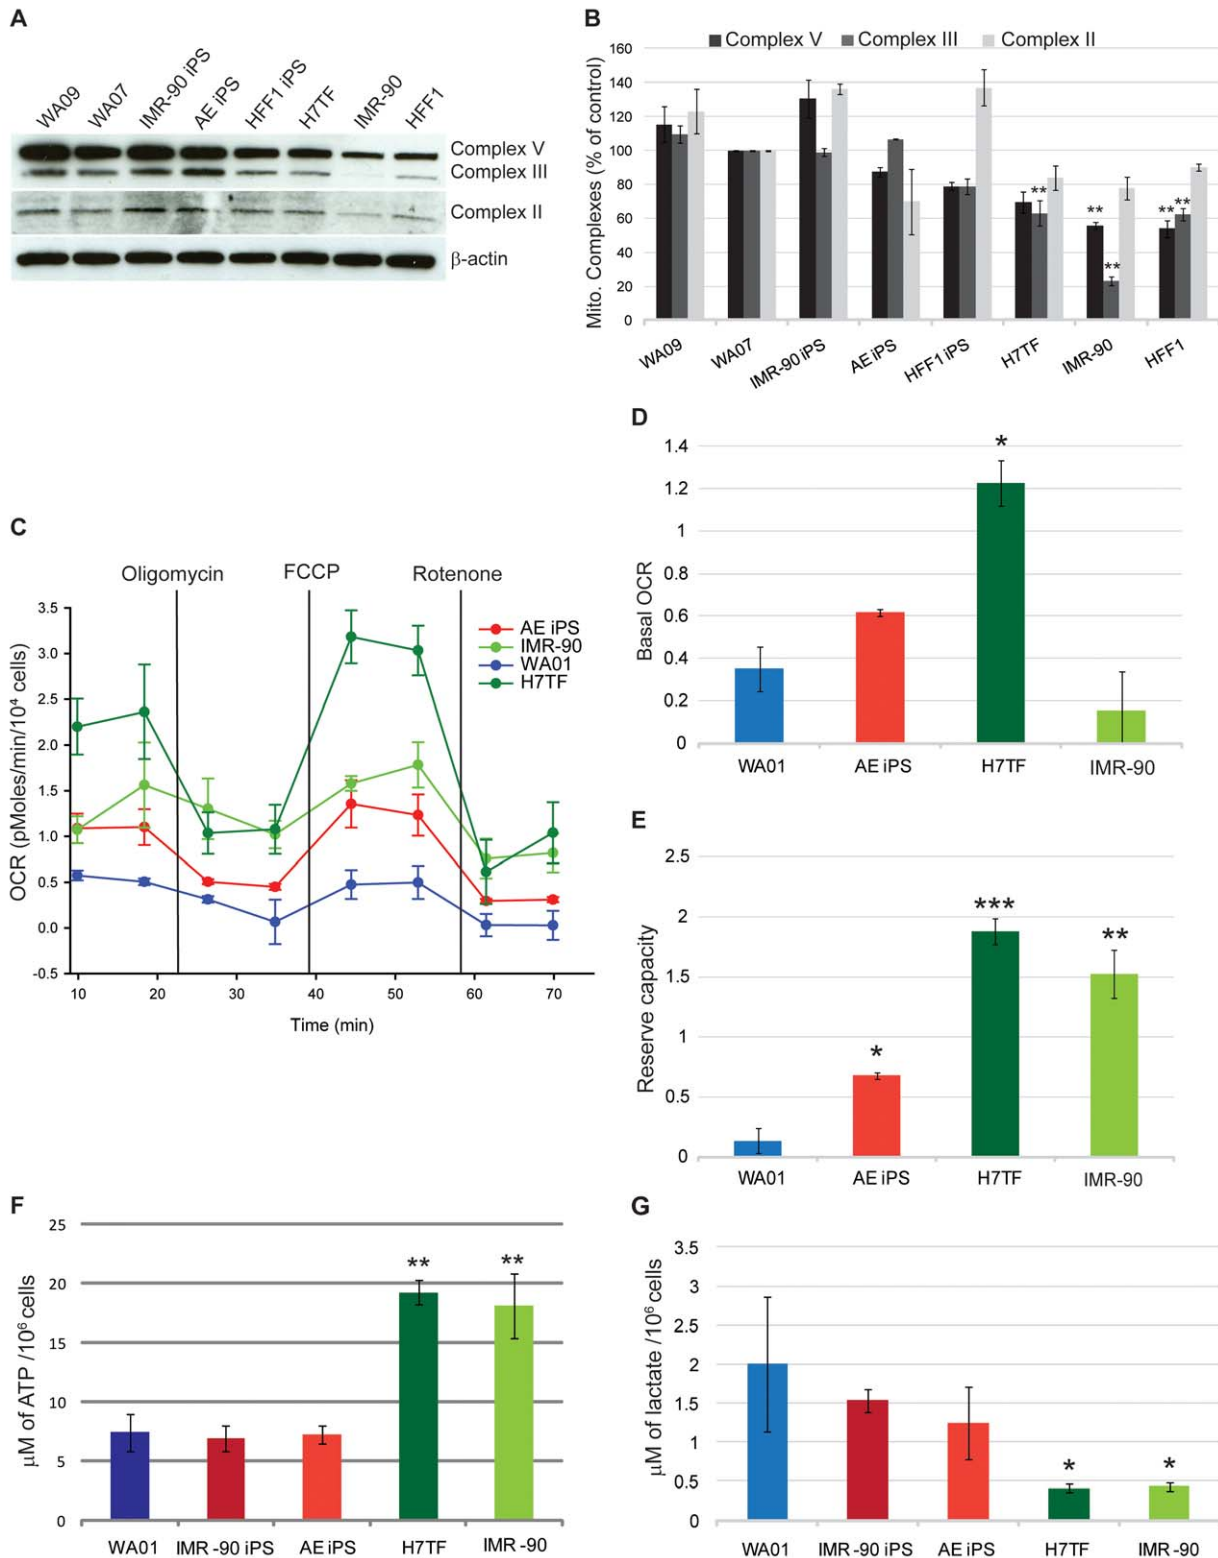 A
WA09 WA07 IMR-90 iPS AE iPS HFF1 iPS H7TF IMR-90 HFF1
Complex V
Complex III
Complex II
β-actin
B
Complex V Complex III Complex II
Mito. Complexes (% of control)
160
140
120
100
80
60
40
20
0
** ** ** ** **
WA09 WA07 IMR-90 iPS AE iPS HFF1 iPS H7TF IMR-90 HFF1
C
Oligomycin FCCP Rotenone
OCR (pMoles/min/10⁴ cells)
3.5
3.0
2.5
2.0
1.5
1.0
0.5
0.0
-0.5
AE iPS
IMR-90
WA01
H7TF
10 20 30 40 50 60 70
Time (min)
D
Basal OCR
1.4
1.2
1
0.8
0.6
0.4
0.2
0
*
WA01 AE iPS H7TF IMR-90
E
Reserve capacity
2.5
2
1.5
1
0.5
0
* *** **
WA01 AE iPS H7TF IMR-90
F
μM of ATP /10⁶ cells
25
20
15
10
5
0
** **
WA01 IMR -90 iPS AE iPS H7TF IMR -90
G
μM of lactate /10⁶ cells
3.5
3
2.5
2
1.5
1
0.5
0
* *
WA01 IMR -90 iPS AE iPS H7TF IMR -90